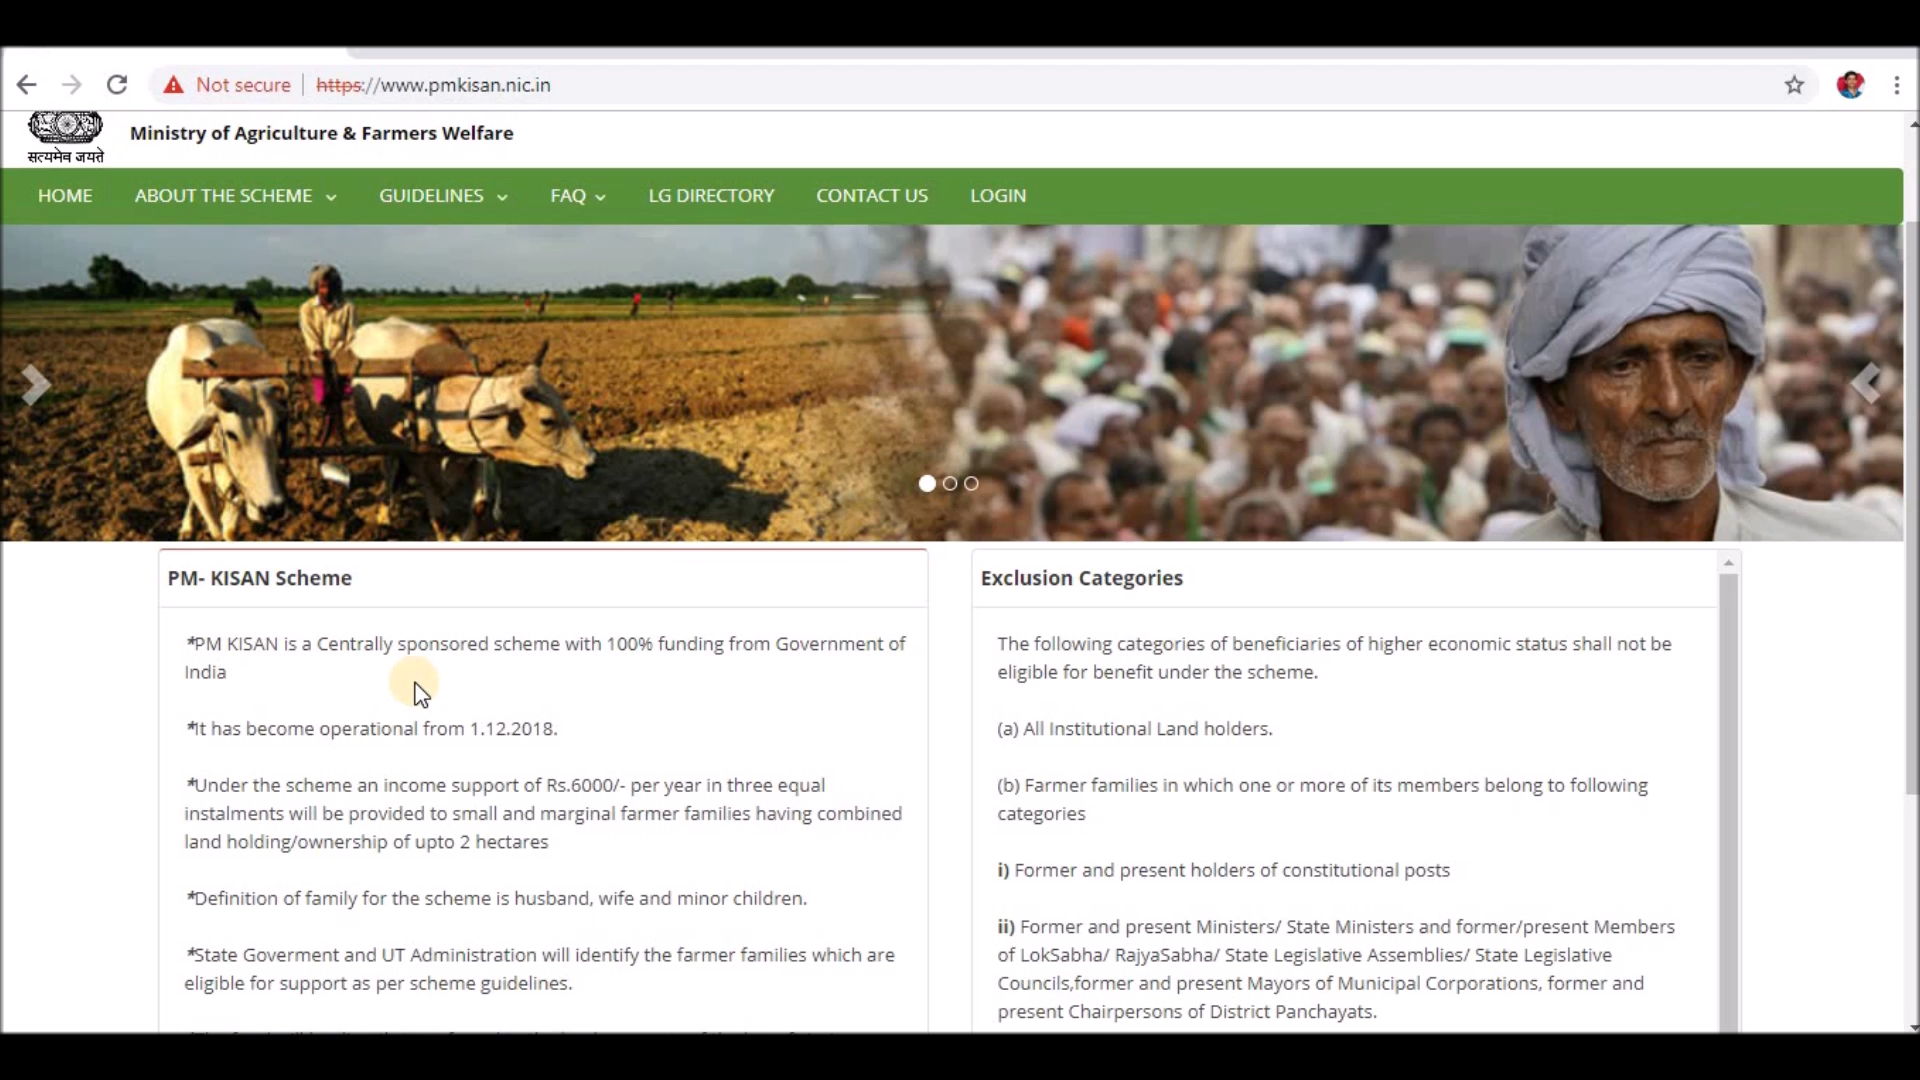 Not secure https://www.pmkisan.nic.in
सत्यमेव जयते
Ministry of Agriculture & Farmers Welfare
HOME ABOUT THE SCHEME GUIDELINES FAQ LG DIRECTORY CONTACT US LOGIN
PM- KISAN Scheme
*PM KISAN is a Centrally sponsored scheme with 100% funding from Government of
India
*It has become operational from 1.12.2018.
*Under the scheme an income support of Rs.6000/- per year in three equal
instalments will be provided to small and marginal farmer families having combined
land holding/ownership of upto 2 hectares
*Definition of family for the scheme is husband, wife and minor children.
*State Goverment and UT Administration will identify the farmer families which are
eligible for support as per scheme guidelines.
Exclusion Categories
The following categories of beneficiaries of higher economic status shall not be
eligible for benefit under the scheme.
(a) All Institutional Land holders.
(b) Farmer families in which one or more of its members belong to following
categories
i) Former and present holders of constitutional posts
ii) Former and present Ministers/ State Ministers and former/present Members
of LokSabha/ RajyaSabha/ State Legislative Assemblies/ State Legislative
Councils,former and present Mayors of Municipal Corporations, former and
present Chairpersons of District Panchayats.